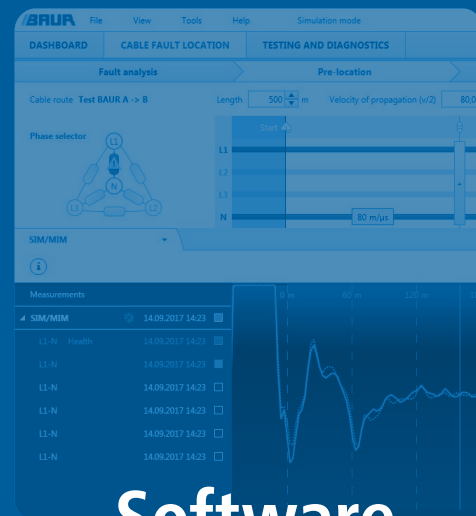 BAUR File View Tools Help Simulation mode
DASHBOARD CABLE FAULT LOCATION TESTING AND DIAGNOSTICS
Fault analysis Pre-location
Cable route Test BAUR A -> B Length 500 m Velocity of propagation (v/2) 80,0
Start
Phase selector
L1
L1
L2
N
L3
L3 L2
N 80 m/µs
SIM/MIM
i
Measurements 0 m 60 m 120 m
SIM/MIM 14.09.2017 14:23
L1-N Health 14.09.2017 14:23
L1-N 14.09.2017 14:23
L1-N 14.09.2017 14:23
L1-N 14.09.2017 14:23
L1-N 14.09.2017 14:23
L1-N 14.09.2017 14:23
Software